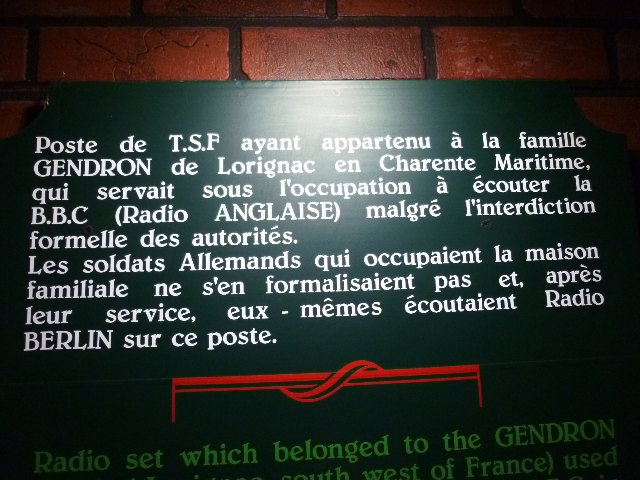 Poste de T.S.F ayant appartenu à la famille
GENDRON de Lorignac en Charente Maritime,
qui servait sous l'occupation à écouter la
B.B.C (Radio ANGLAISE) malgré l'interdiction
formelle des autorités.
Les soldats Allemands qui occupaient la maison
familiale ne s'en formalisaient pas et, après
leur service, eux - mêmes écoutaient Radio
BERLIN sur ce poste.
Radio set which belonged to the GENDRON
Lorignac, south west of France) used